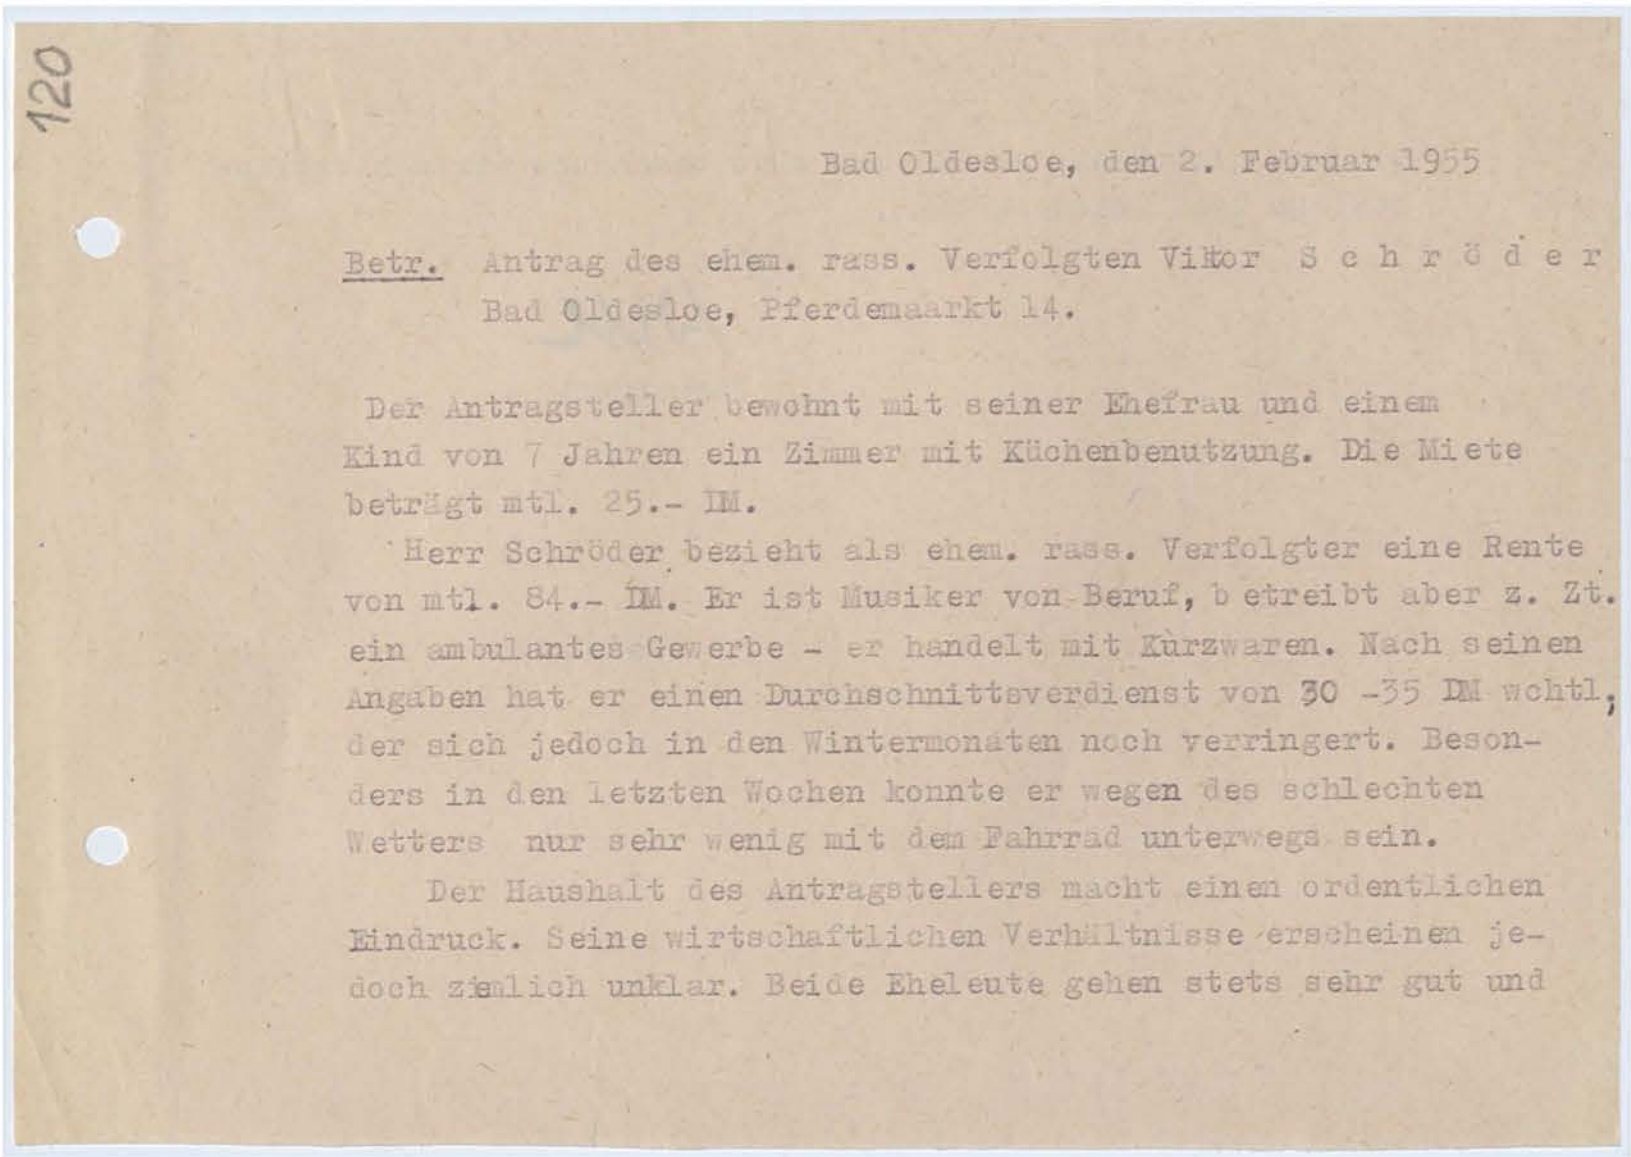 120
Bad Oldesloe, den 2. Februar 1955
Betr. Antrag des ehem. rass. Verfolgten Viktor S c h r ö d e r
Bad Oldesloe, Pferdemaarkt 14.
Der Antragsteller bewohnt mit seiner Ehefrau und einem
Kind von 7 Jahren ein Zimmer mit Küchenbenutzung. Die Miete
beträgt mtl. 25.- DM.
Herr Schröder bezieht als ehem. rass. Verfolgter eine Rente
von mtl. 84.- DM. Er ist Musiker von Beruf, b etreibt aber z. Zt.
ein ambulantes Gewerbe - er handelt mit Kurzwaren. Nach seinen
Angaben hat er einen Durchschnittsverdienst von 30 -35 DM wchtl,
der sich jedoch in den Wintermonaten noch verringert. Beson-
ders in den letzten Wochen konnte er wegen des schlechten
Wetters nur sehr wenig mit dem Fahrrad unterwegs sein.
Der Haushalt des Antragstellers macht einen ordentlichen
Eindruck. Seine wirtschaftlichen Verhältnisse erscheinen je-
doch ziemlich unklar. Beide Eheleute gehen stets sehr gut und